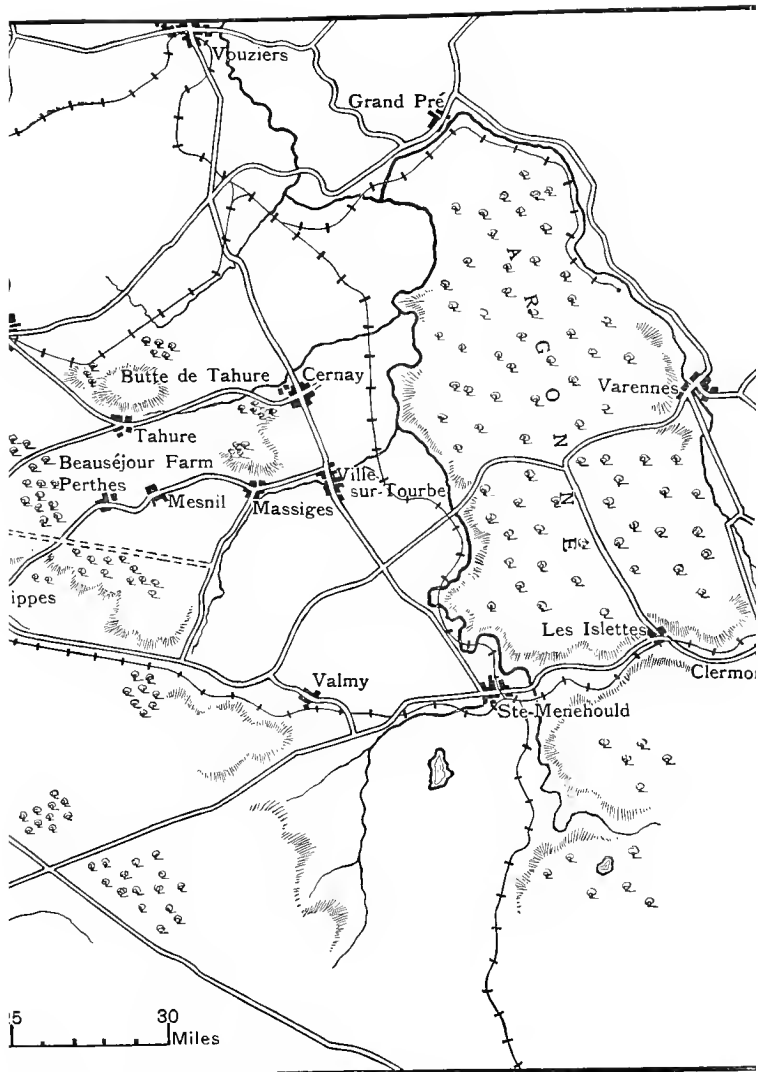 Vouziers
Grand Pré
ARGONNE
Butte de Tahure
Cernay
Varennes
Tahure
Beauséjour Farm
Perthes
Mesnil
Massiges
Ville
sur-Tourbe
ippes
Les Islettes
Clermo
Valmy
Ste-Menehould
5
30
Miles